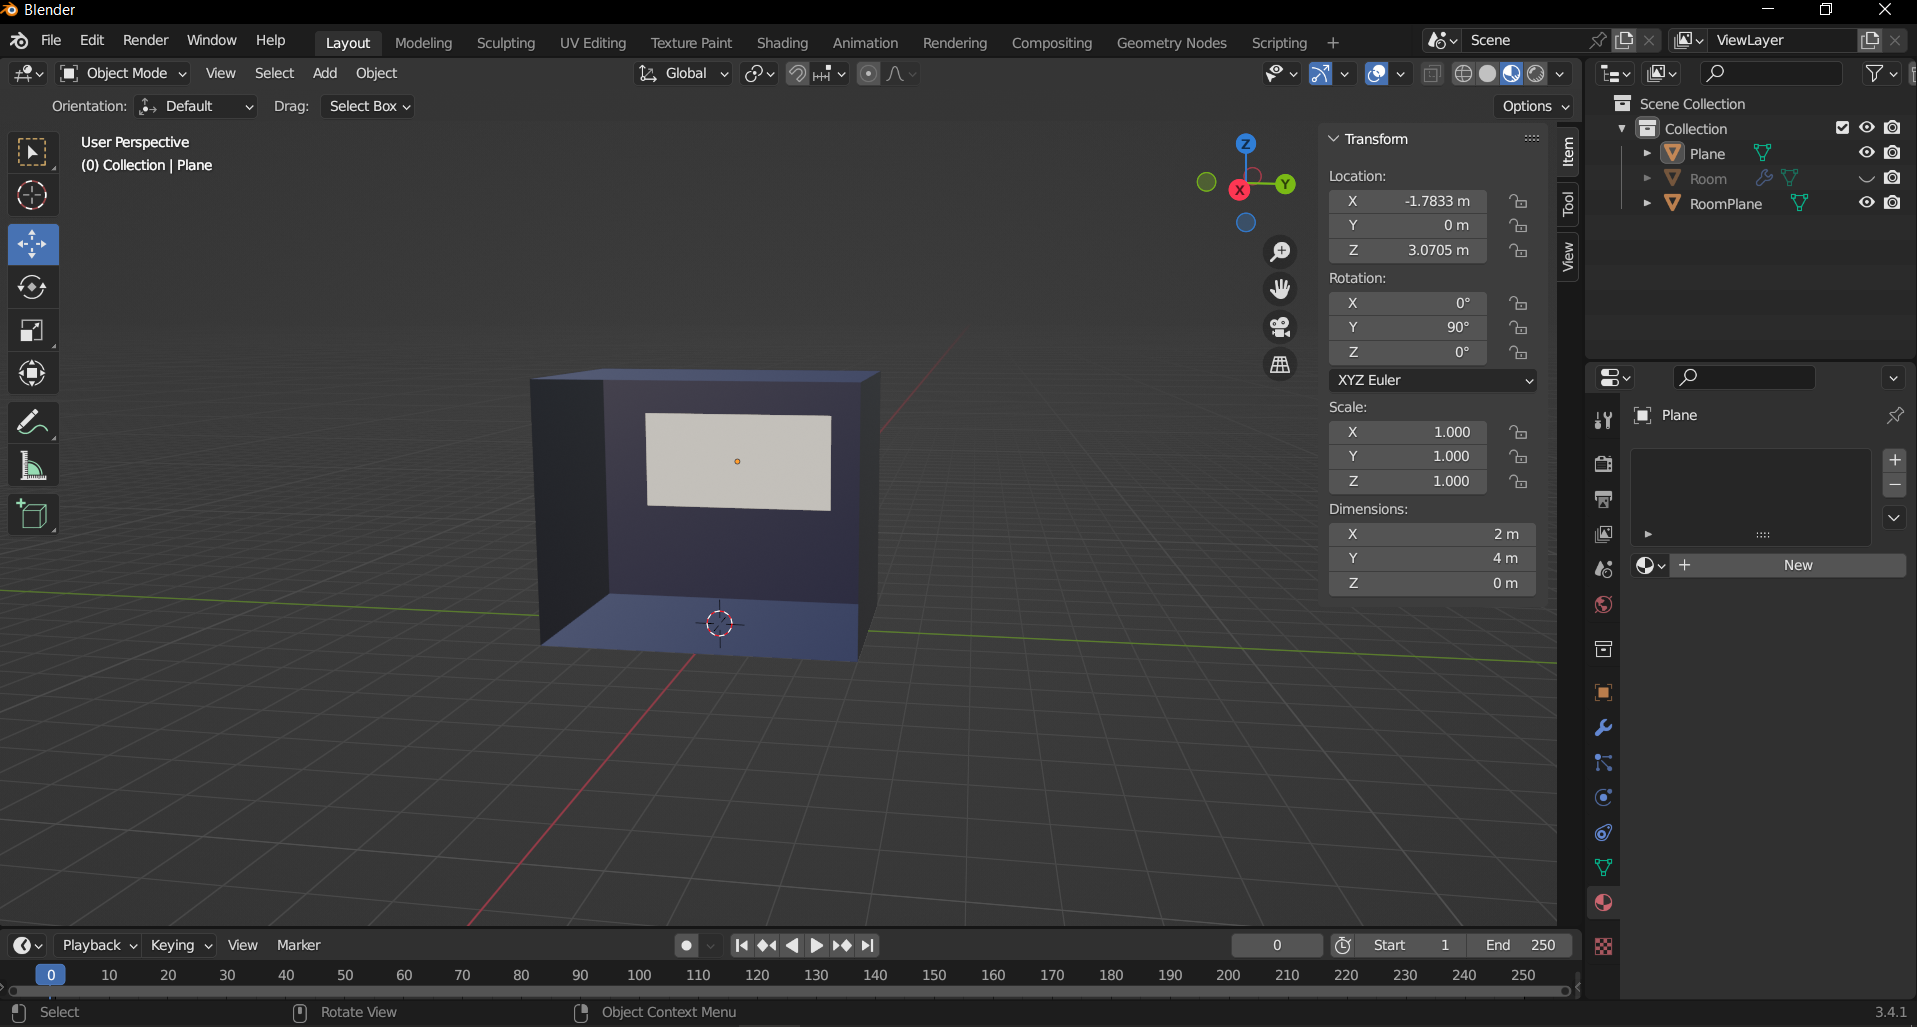 Blender
File Edit Render Window Help Layout Modeling Sculpting UV Editing Texture Paint Shading Animation Rendering Compositing Geometry Nodes Scripting + Scene ViewLayer
Object Mode View Select Add Object Global
Orientation: Default Drag: Select Box Options
User Perspective
(0) Collection | Plane
Z
Y
X
Transform
Location:
X -1.7833 m
Y 0 m
Z 3.0705 m
Rotation:
X 0°
Y 90°
Z 0°
XYZ Euler
Scale:
X 1.000
Y 1.000
Z 1.000
Dimensions:
X 2 m
Y 4 m
Z 0 m
Item
Tool
View
Scene Collection
Collection
Plane
Room
RoomPlane
Plane
New
Playback Keying View Marker 0 Start 1 End 250
0 10 20 30 40 50 60 70 80 90 100 110 120 130 140 150 160 170 180 190 200 210 220 230 240 250
Select Rotate View Object Context Menu 3.4.1